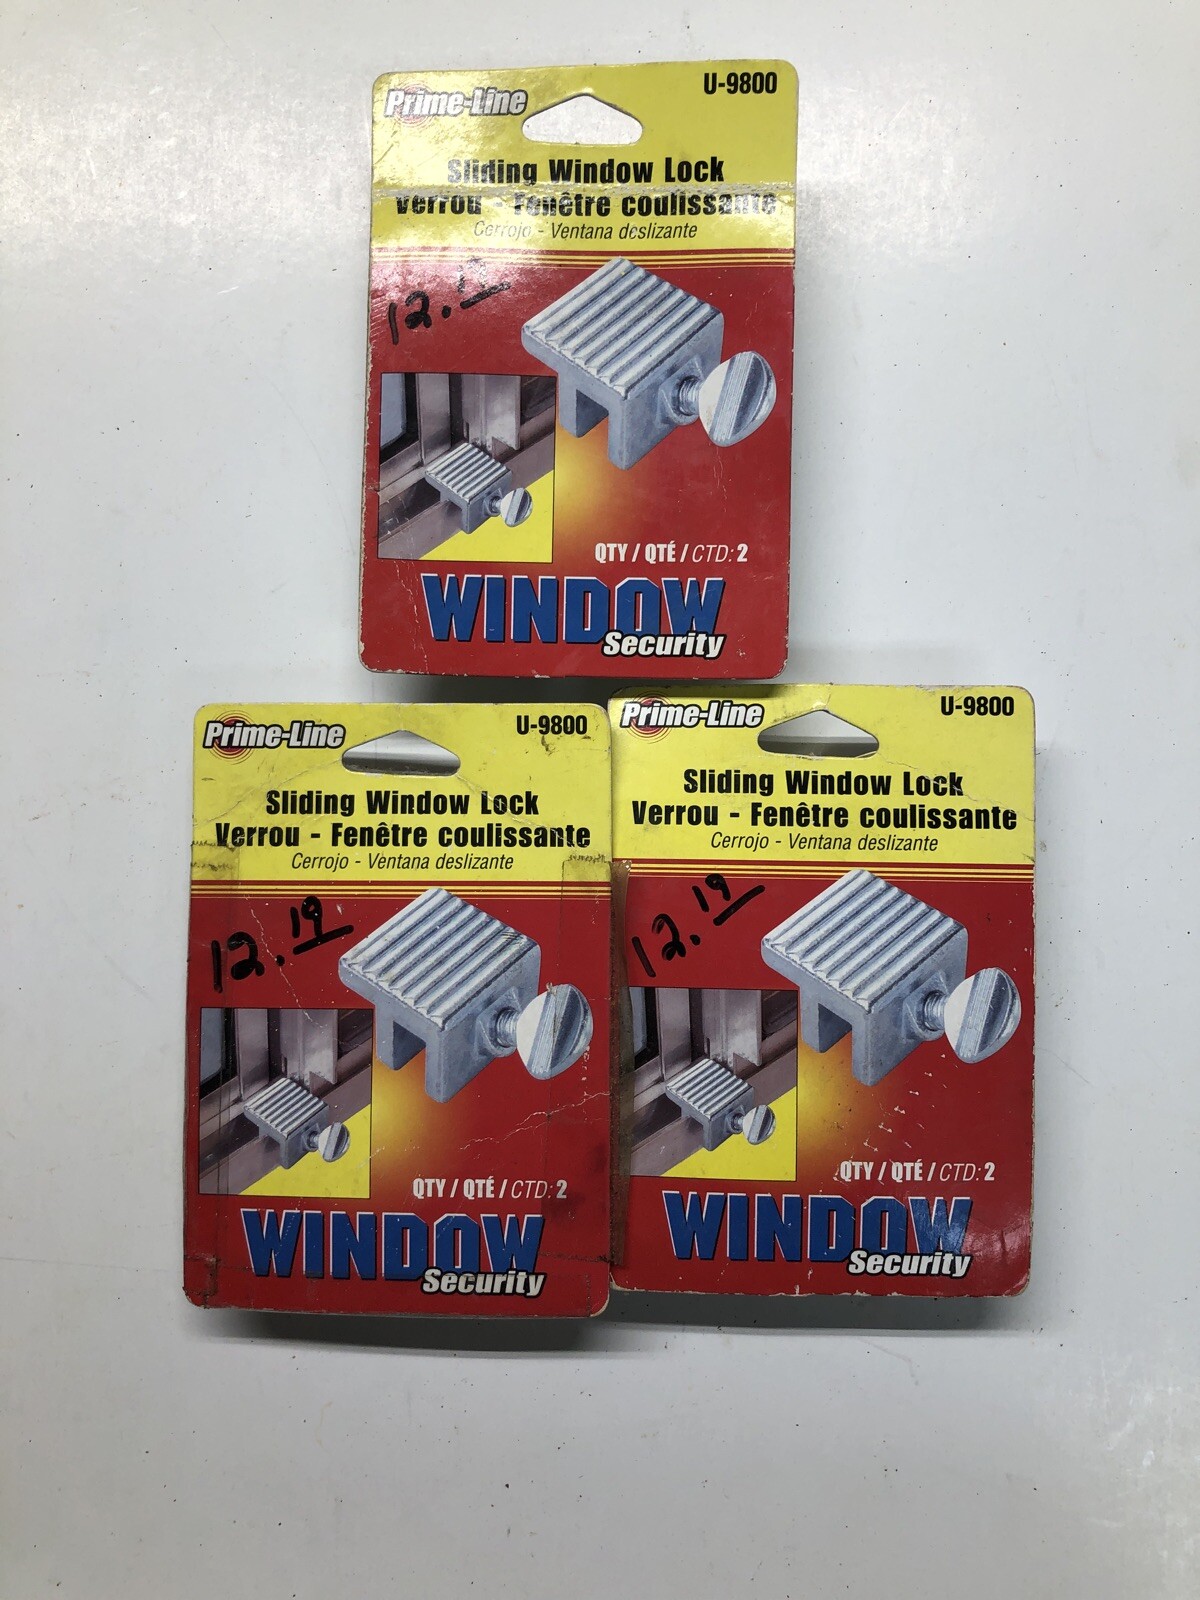 Prime-Line
U-9800
Sliding Window Lock
Verrou - Fenêtre coulissante
Cerrojo - Ventana deslizante
12.
QTY / QTÉ / CTD: 2
WINDOW
Security
Prime-Line
U-9800
Sliding Window Lock
Verrou - Fenêtre coulissante
Cerrojo - Ventana deslizante
12.19
QTY / QTÉ / CTD: 2
WINDOW
Security
Prime-Line
U-9800
Sliding Window Lock
Verrou - Fenêtre coulissante
Cerrojo - Ventana deslizante
12.19
QTY / QTÉ / CTD: 2
WINDOW
Security